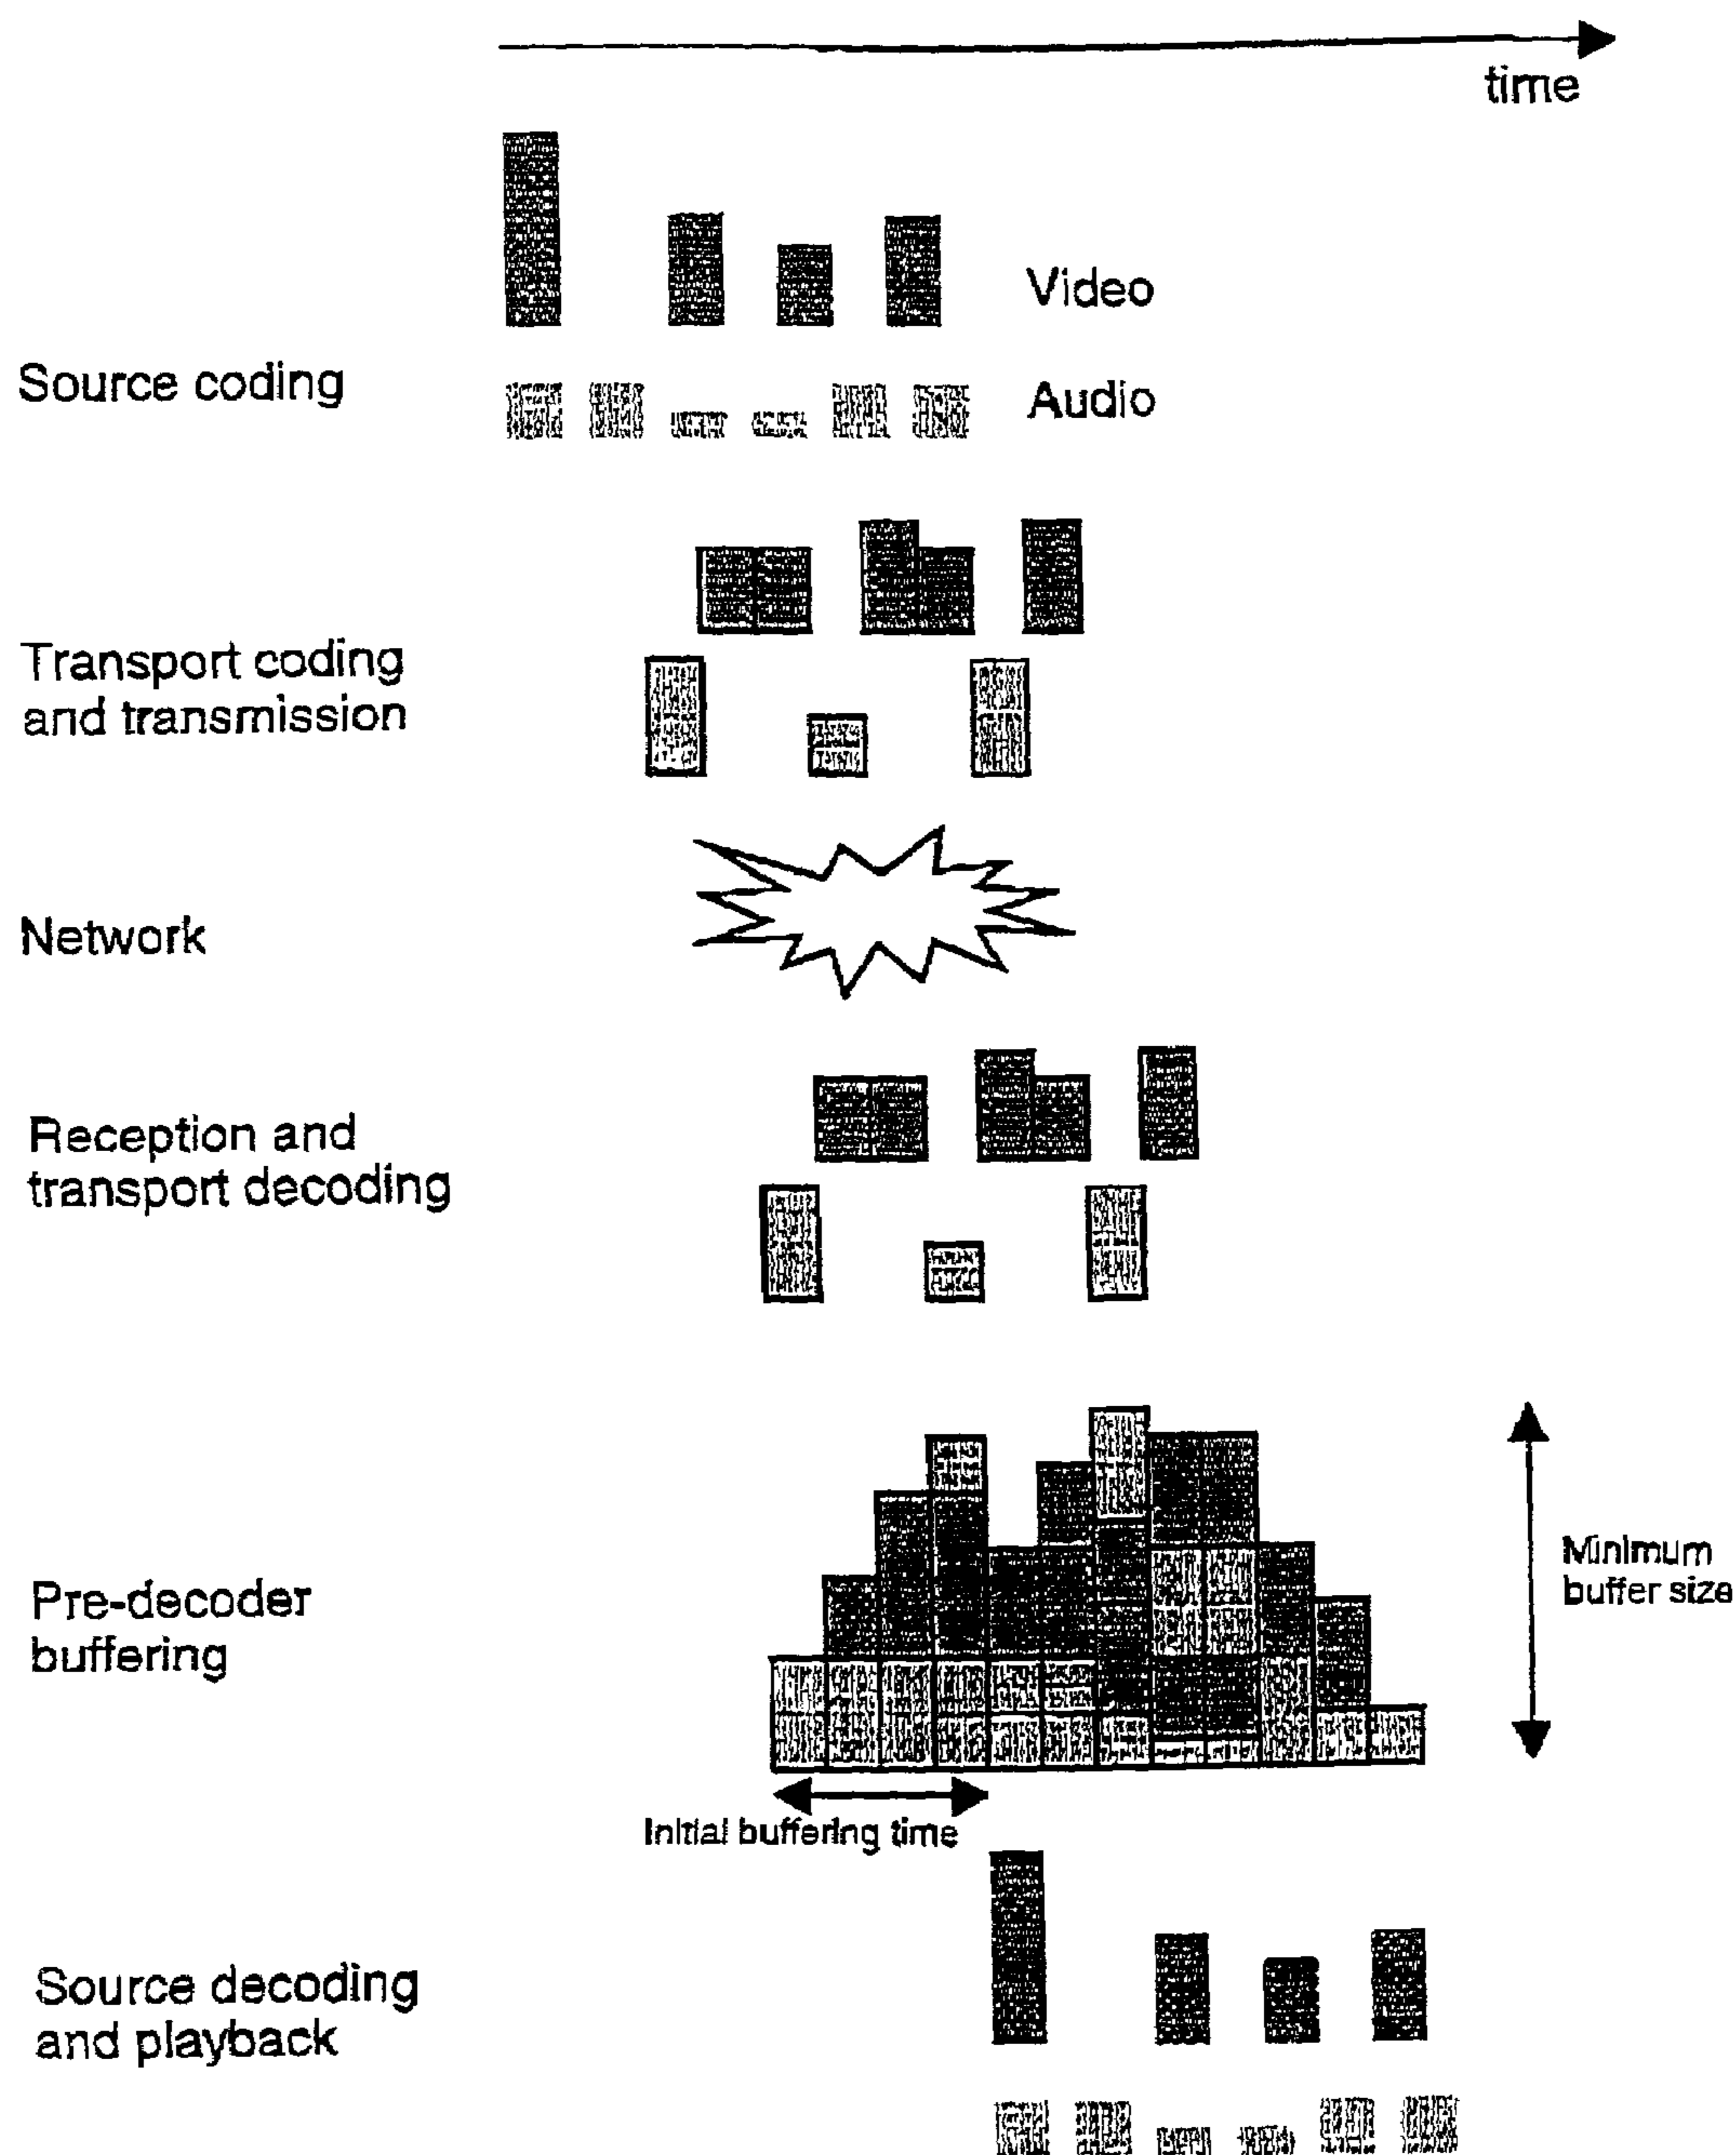 time
Video
Source coding
Audio
Transport coding
and transmission
Network
Reception and
transport decoding
Minimum
buffer size
Pre-decoder
buffering
Initial buffering time
Source decoding
and playback